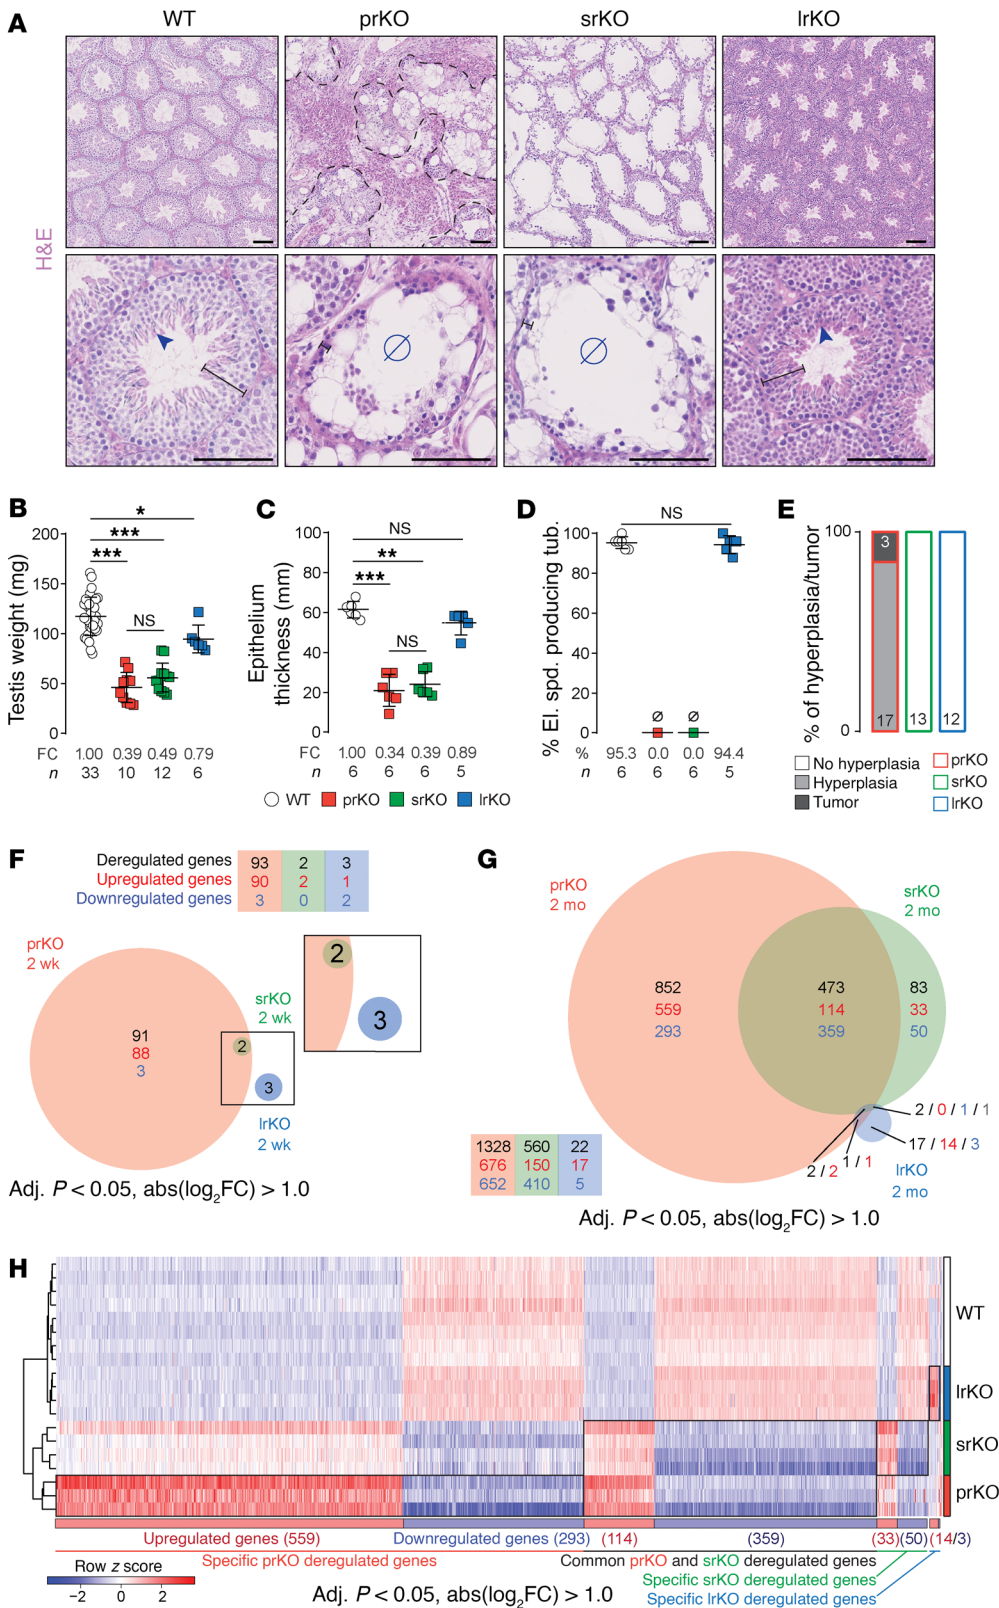 A
WT
prKO
srKO
lrKO
H&E
B
Testis weight (mg)
200
150
100
50
0
*
***
***
NS
FC 1.00 0.39 0.49 0.79
n 33 10 12 6
C
Epithelium
thickness (mm)
100
80
60
40
20
0
NS
**
***
NS
1.00 0.34 0.39 0.89
6 6 6 5
D
% El. spd. producing tub.
100
80
60
40
20
0
NS
Ø Ø
% 95.3 0.0 0.0 94.4
n 6 6 6 5
WT prKO srKO lrKO
E
% of hyperplasia/tumor
100
0
3
17 13 12
No hyperplasia
Hyperplasia
Tumor
prKO
srKO
lrKO
F
Deregulated genes 93 2 3
Upregulated genes 90 2 1
Downregulated genes 3 0 2
prKO
2 wk
91
88
3
srKO
2 wk
2
3
lrKO
2 wk
2
3
Adj. P < 0.05, abs(log2FC) > 1.0
G
prKO
2 mo
srKO
2 mo
852 473 83
559 114 33
293 359 50
2 / 0 / 1 / 1
17 / 14 / 3
1 / 1
2 / 2
lrKO
2 mo
1328 560 22
676 150 17
652 410 5
Adj. P < 0.05, abs(log2FC) > 1.0
H
WT
lrKO
srKO
prKO
Upregulated genes (559) Downregulated genes (293) (114) (359) (33)(50) (14/3)
Specific prKO deregulated genes
Common prKO and srKO deregulated genes
Specific srKO deregulated genes
Specific lrKO deregulated genes
Row z score
−2 0 2
Adj. P < 0.05, abs(log2FC) > 1.0